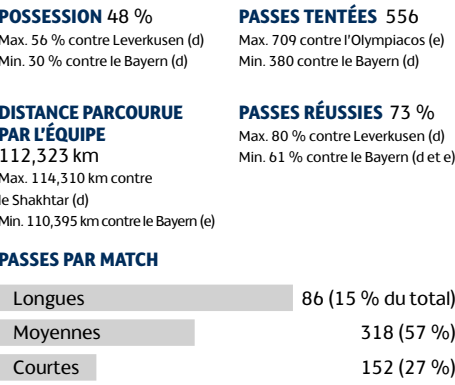 POSSESSION 48 %
Max. 56 % contre Leverkusen (d)
Min. 30 % contre le Bayern (d)
PASSES TENTÉES 556
Max. 709 contre l'Olympiacos (e)
Min. 380 contre le Bayern (d)
DISTANCE PARCOURUE
PAR L'ÉQUIPE
112,323 km
Max. 114,310 km contre
le Shakhtar (d)
Min. 110,395 km contre le Bayern (e)
PASSES RÉUSSIES 73 %
Max. 80 % contre Leverkusen (d)
Min. 61 % contre le Bayern (d et e)
PASSES PAR MATCH
Longues 86 (15 % du total)
Moyennes 318 (57 %)
Courtes 152 (27 %)